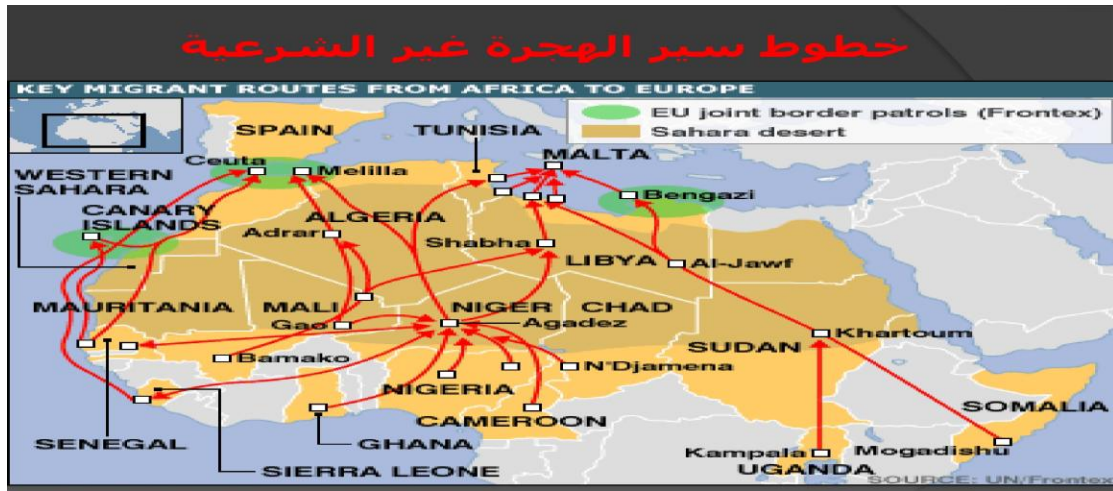 خطوط سير الهجرة غير الشرعية
KEY MIGRANT ROUTES FROM AFRICA TO EUROPE
EU joint border patrols (Frontex)
Sahara desert
SPAIN
TUNISIA
MALTA
Ceuta
Melilla
WESTERN
SAHARA
Bengazi
CANARY
ISLANDS
ALGERIA
Adrar
Shabha
LIBYA
Al-Jawf
MAURITANIA
MALI
NIGER
CHAD
Gao
Agadez
Khartoum
Bamako
N'Djamena
SUDAN
NIGERIA
CAMEROON
SOMALIA
SENEGAL
GHANA
Kampala
Mogadishu
SIERRA LEONE
UGANDA
SOURCE: UN/Frontex